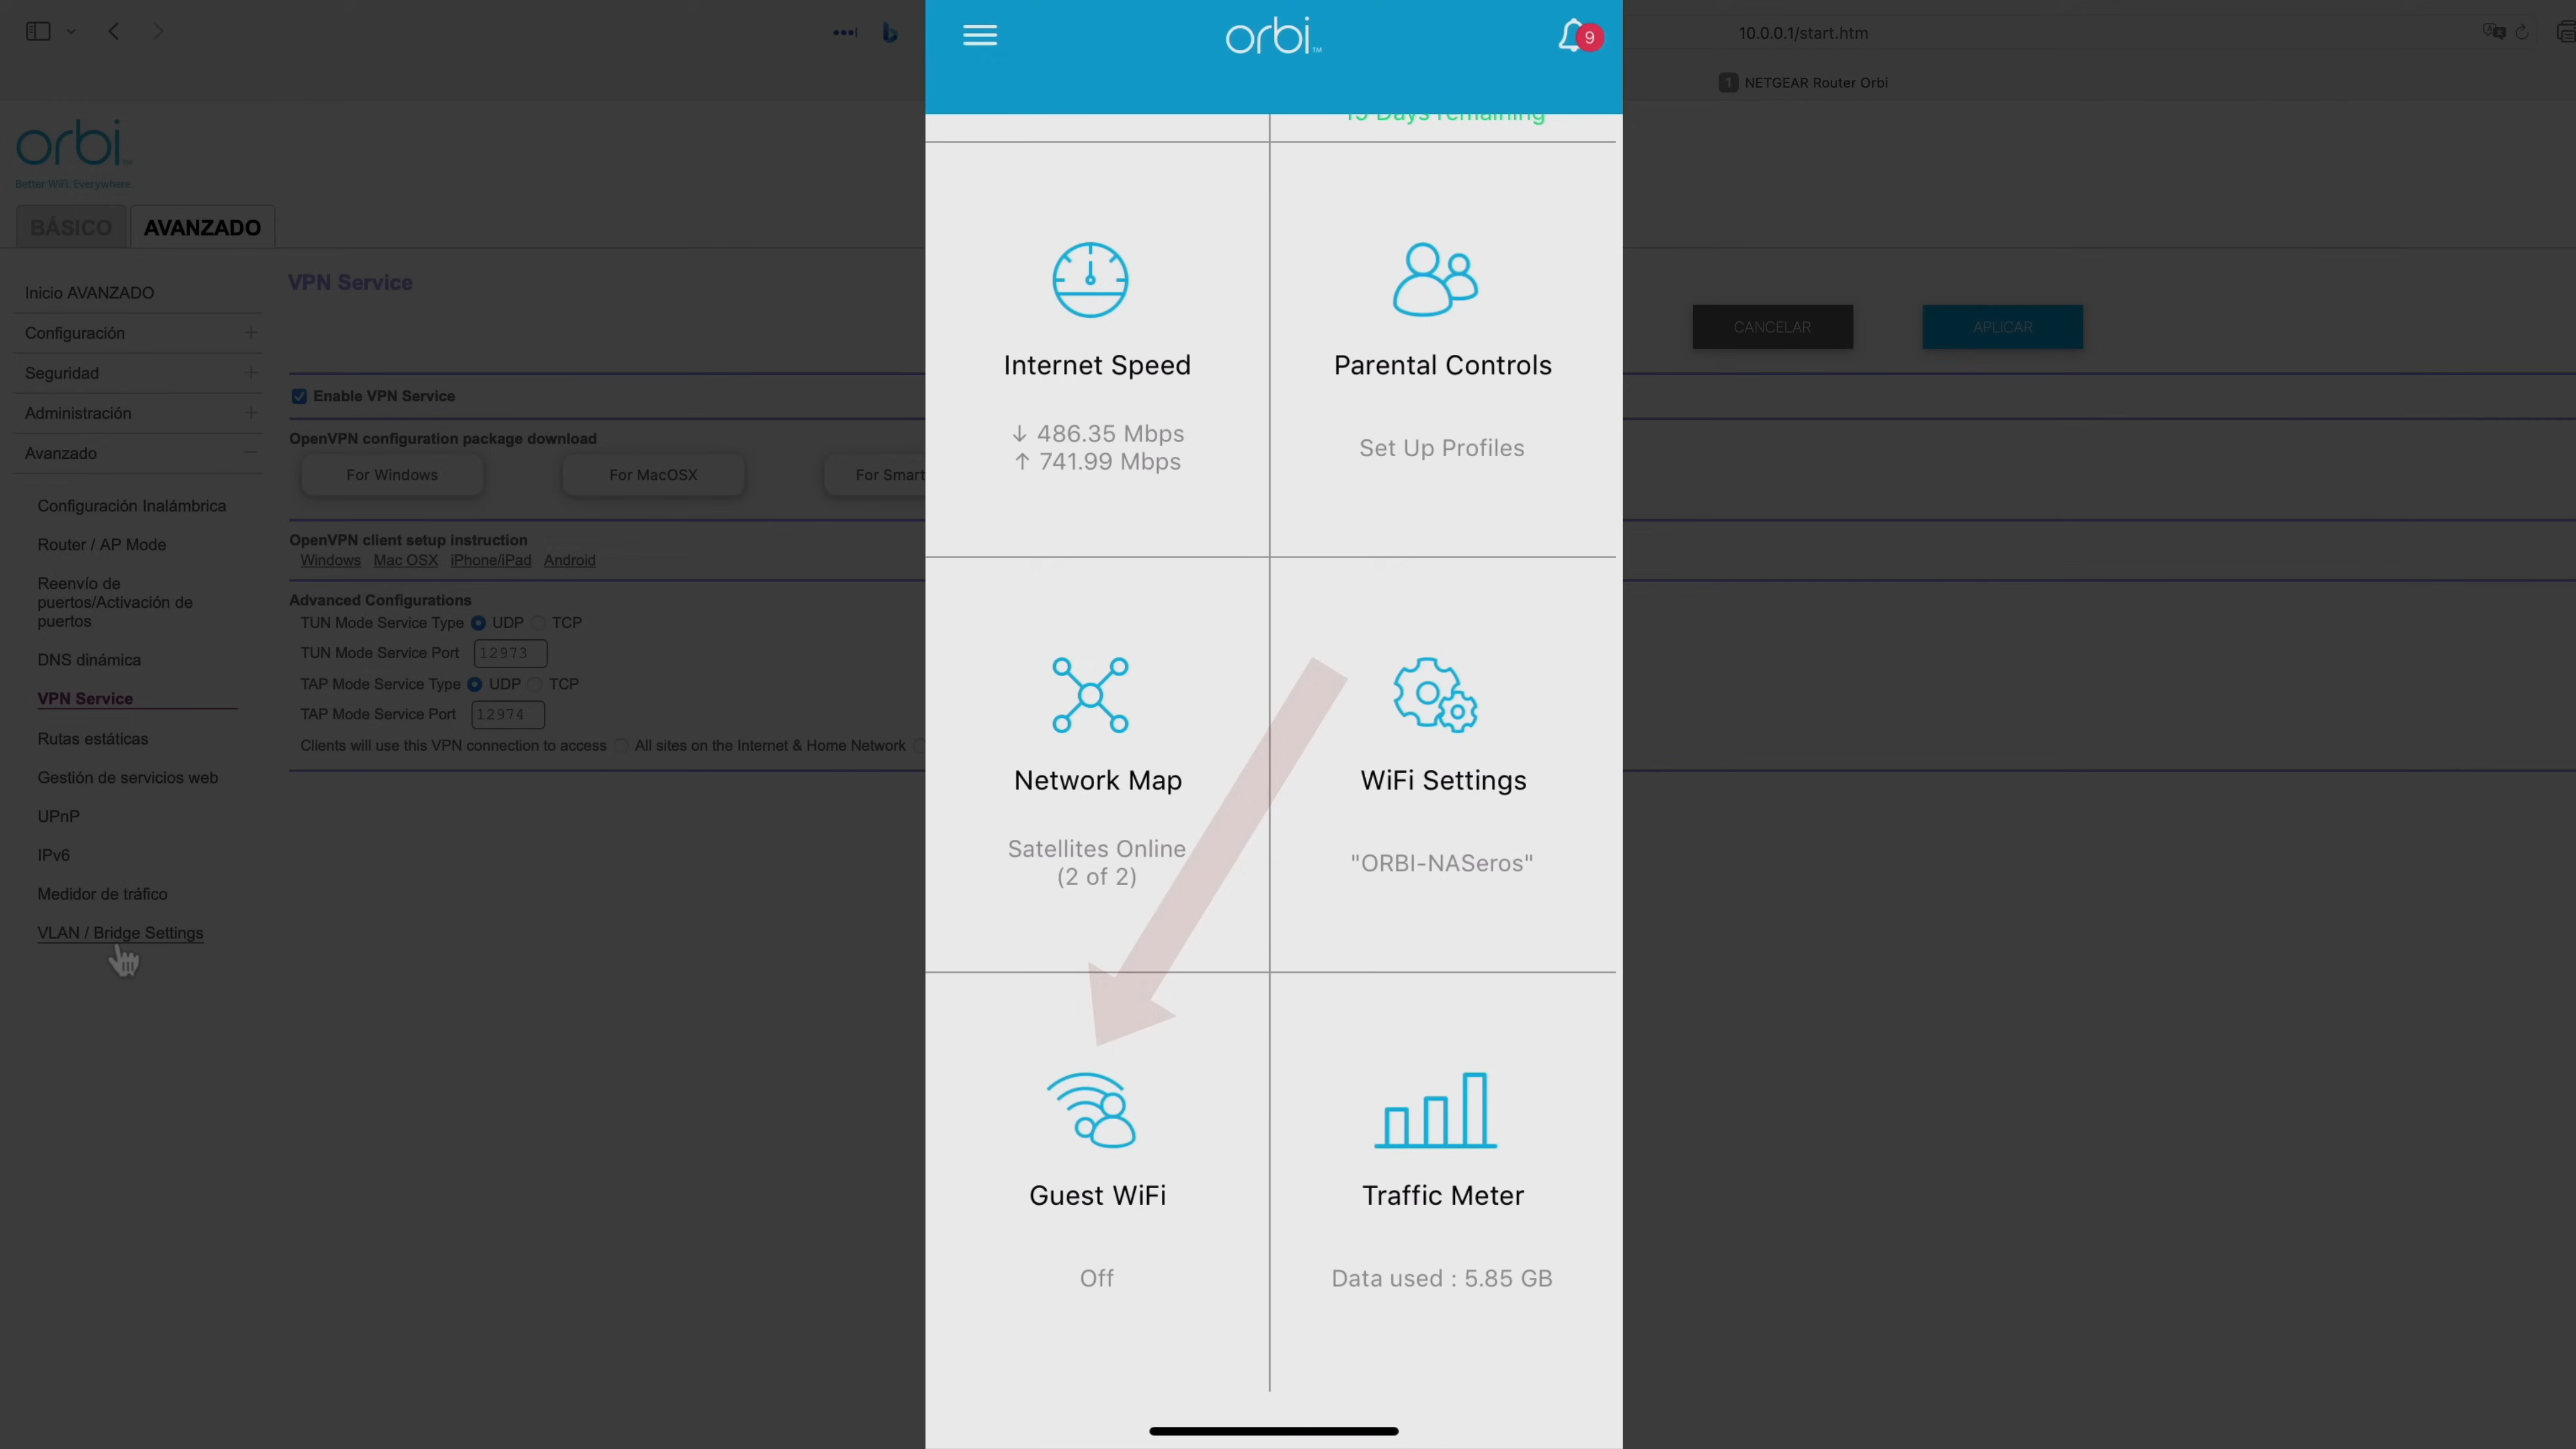 10.0.0.1/start.htm
1 NETGEAR Router Orbi
orbi™
Better WiFi. Everywhere.
BÁSICO
AVANZADO
Inicio AVANZADO
Configuración
Seguridad
Administración
Avanzado
Configuración Inalámbrica
Router / AP Mode
Reenvío de
puertos/Activación de
puertos
DNS dinámica
VPN Service
Rutas estáticas
Gestión de servicios web
UPnP
IPv6
Medidor de tráfico
VLAN / Bridge Settings
VPN Service
CANCELAR
APLICAR
Enable VPN Service
OpenVPN configuration package download
For Windows
For MacOSX
For Smart
OpenVPN client setup instruction
Windows Mac OSX iPhone/iPad Android
Advanced Configurations
TUN Mode Service Type UDP TCP
TUN Mode Service Port 12973
TAP Mode Service Type UDP TCP
TAP Mode Service Port 12974
Clients will use this VPN connection to access All sites on the Internet & Home Network
orbi™
9
15 Days remaining
Internet Speed
↓ 486.35 Mbps
↑ 741.99 Mbps
Parental Controls
Set Up Profiles
Network Map
Satellites Online
(2 of 2)
WiFi Settings
"ORBI-NASeros"
Guest WiFi
Off
Traffic Meter
Data used : 5.85 GB